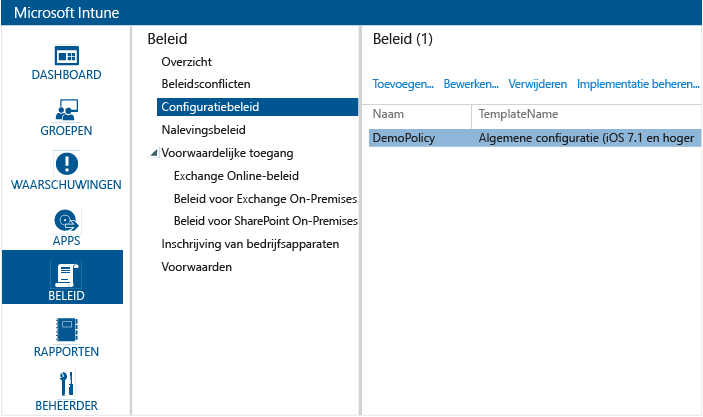 Microsoft Intune
DASHBOARD
GROEPEN
WAARSCHUWINGEN
APPS
BELEID
RAPPORTEN
BEHEERDER
Beleid
Overzicht
Beleidsconflicten
Configuratiebeleid
Nalevingsbeleid
Voorwaardelijke toegang
Exchange Online-beleid
Beleid voor Exchange On-Premises
Beleid voor SharePoint On-Premises
Inschrijving van bedrijfsapparaten
Voorwaarden
Beleid (1)
Toevoegen... Bewerken... Verwijderen Implementatie beheren...
Naam TemplateName
DemoPolicy Algemene configuratie (iOS 7.1 en hoger